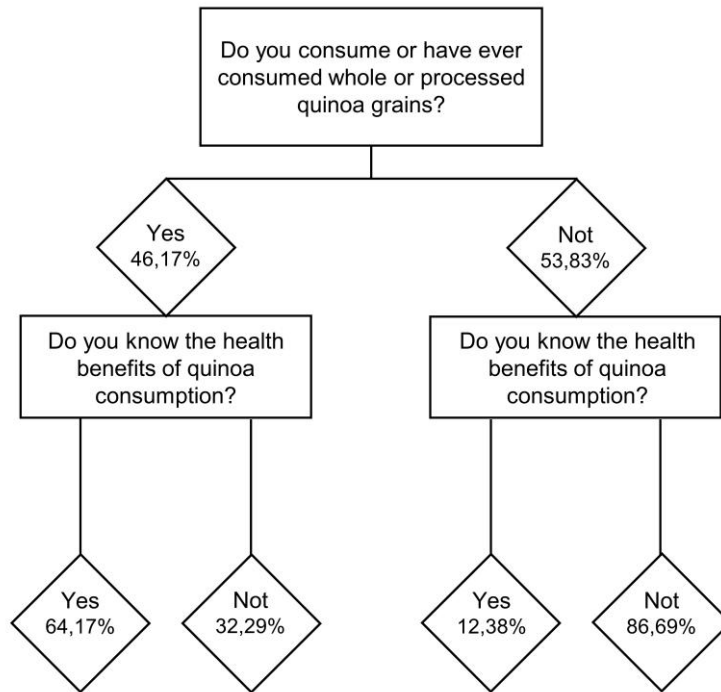 Do you consume or have ever
consumed whole or processed
quinoa grains?
Yes
46,17%
Not
53,83%
Do you know the health
benefits of quinoa
consumption?
Do you know the health
benefits of quinoa
consumption?
Yes
64,17%
Not
32,29%
Yes
12,38%
Not
86,69%